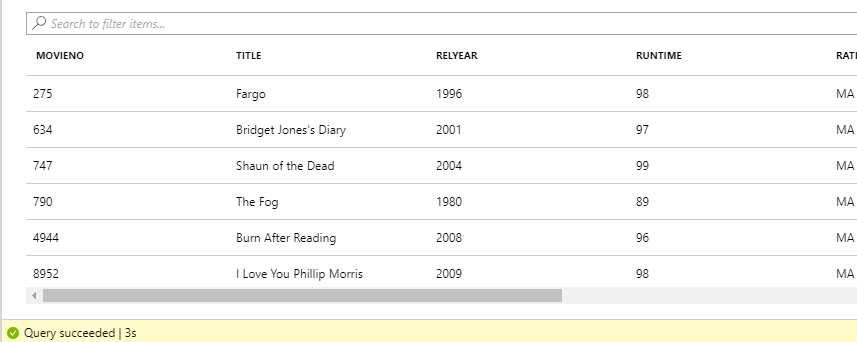 Search to filter items...
MOVIENO TITLE RELYEAR RUNTIME
275 Fargo 1996 98 MA
634 Bridget Jones's Diary 2001 97 MA
747 Shaun of the Dead 2004 99 MA
790 The Fog 1980 89 MA
4944 Burn After Reading 2008 96 MA
8952 I Love You Phillip Morris 2009 98 MA
Query succeeded | 3s